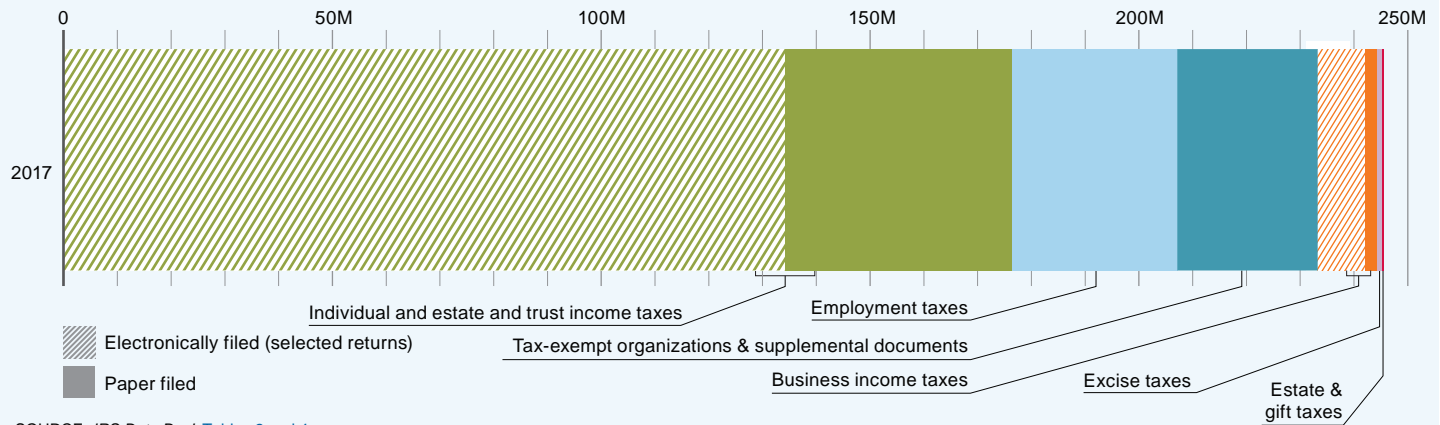 0 50M 100M 150M 200M 250M
2017
Individual and estate and trust income taxes
Employment taxes
Electronically filed (selected returns)
Tax-exempt organizations & supplemental documents
Paper filed
Business income taxes
Excise taxes
Estate &
gift taxes